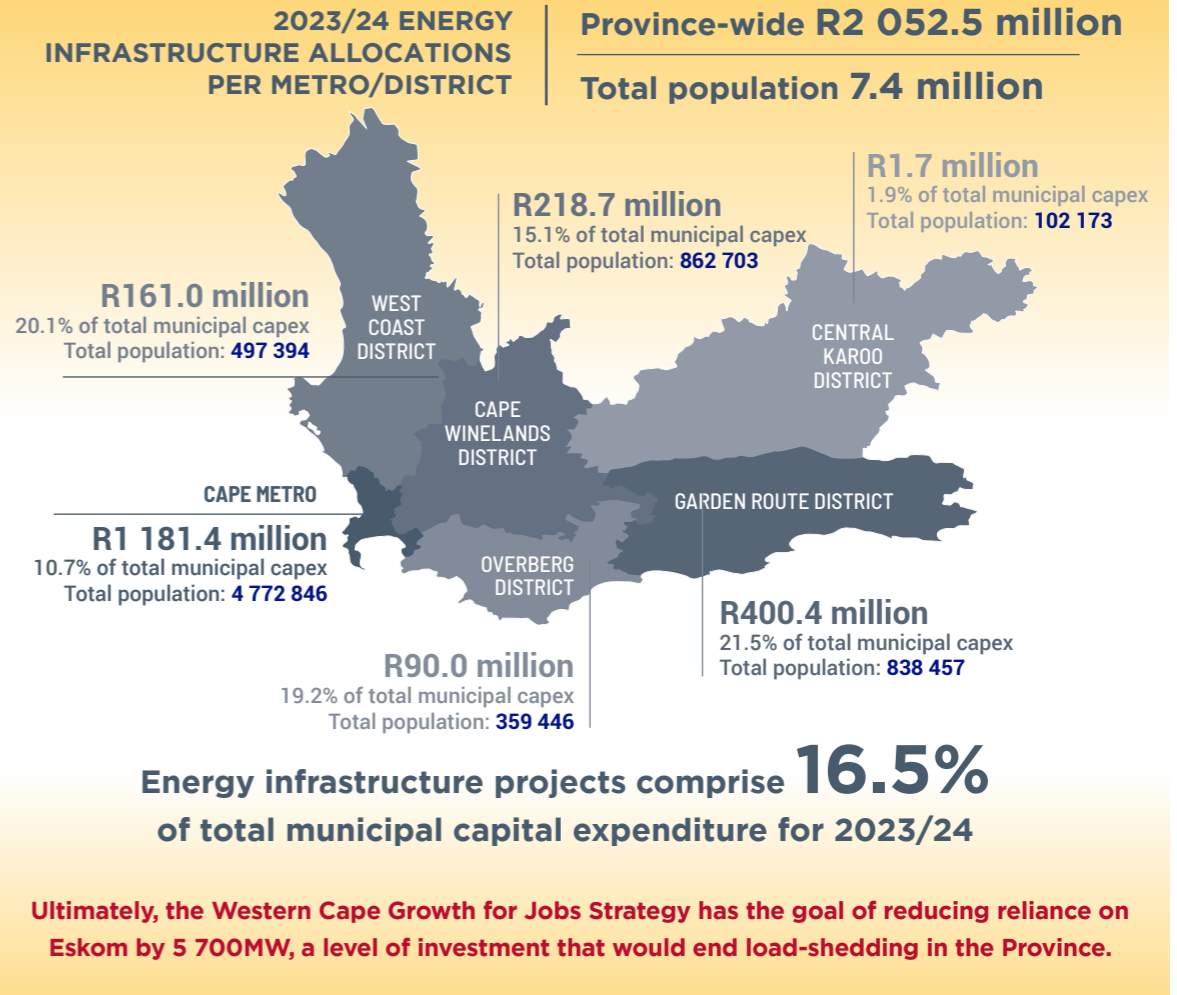 2023/24 ENERGY
INFRASTRUCTURE ALLOCATIONS
PER METRO/DISTRICT
Province-wide R2 052.5 million
Total population 7.4 million
R1.7 million
1.9% of total municipal capex
Total population: 102 173
R218.7 million
15.1% of total municipal capex
Total population: 862 703
R161.0 million
20.1% of total municipal capex
Total population: 497 394
WEST
COAST
DISTRICT
CENTRAL
KAROO
DISTRICT
CAPE
WINELANDS
DISTRICT
CAPE METRO
R1 181.4 million
10.7% of total municipal capex
Total population: 4 772 846
GARDEN ROUTE DISTRICT
OVERBERG
DISTRICT
R400.4 million
21.5% of total municipal capex
Total population: 838 457
R90.0 million
19.2% of total municipal capex
Total population: 359 446
Energy infrastructure projects comprise 16.5%
of total municipal capital expenditure for 2023/24
Ultimately, the Western Cape Growth for Jobs Strategy has the goal of reducing reliance on
Eskom by 5 700MW, a level of investment that would end load-shedding in the Province.